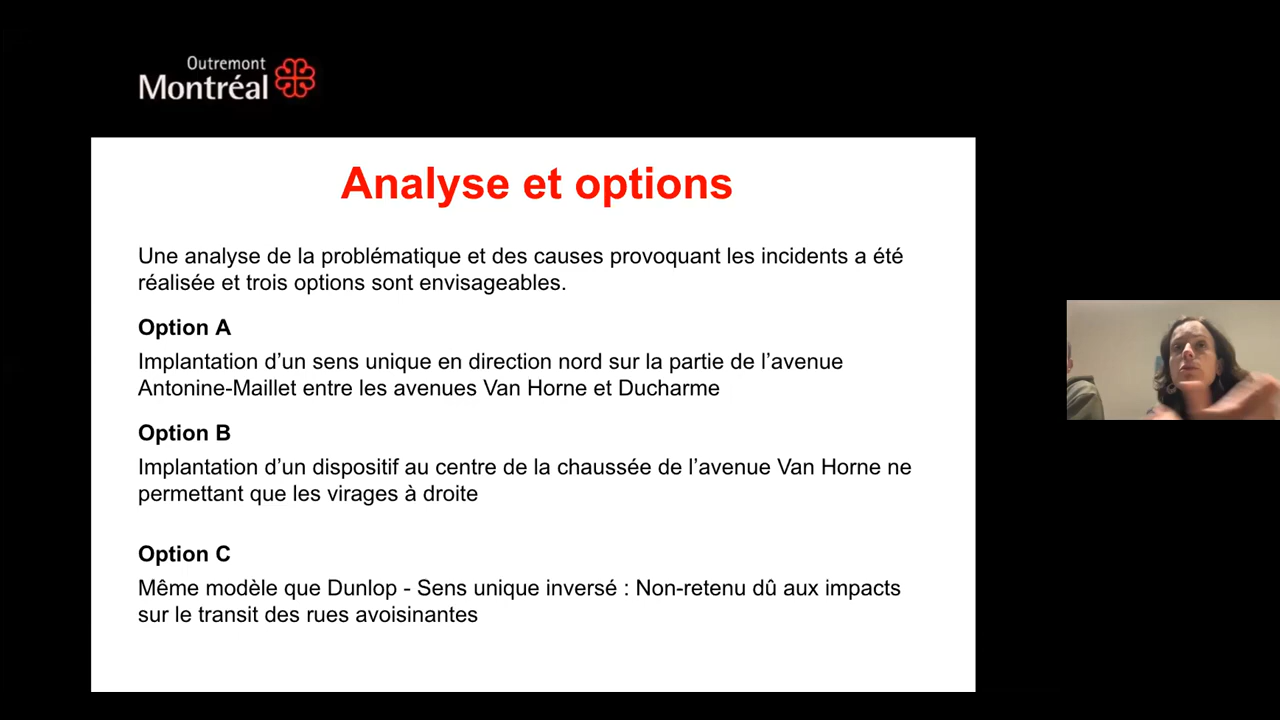 Outremont
Montréal
Analyse et options
Une analyse de la problématique et des causes provoquant les incidents a été
réalisée et trois options sont envisageables.
Option A
Implantation d’un sens unique en direction nord sur la partie de l’avenue
Antonine-Maillet entre les avenues Van Horne et Ducharme
Option B
Implantation d’un dispositif au centre de la chaussée de l’avenue Van Horne ne
permettant que les virages à droite
Option C
Même modèle que Dunlop - Sens unique inversé : Non-retenu dû aux impacts
sur le transit des rues avoisinantes